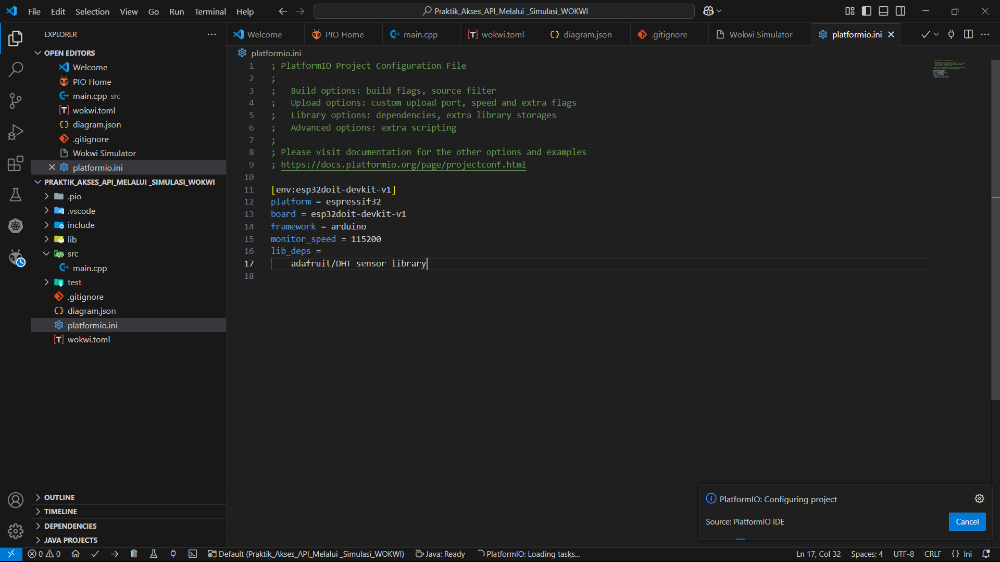 File Edit Selection View Go Run Terminal Help
Praktik_Akses_API_Melalui _Simulasi_WOKWI
EXPLORER
OPEN EDITORS
Welcome
PIO Home
main.cpp src
wokwi.toml
diagram.json
.gitignore
Wokwi Simulator
platformio.ini
PRAKTIK_AKSES_API_MELALUI _SIMULASI_WOKWI
.pio
.vscode
include
lib
src
main.cpp
test
.gitignore
diagram.json
platformio.ini
wokwi.toml
OUTLINE
TIMELINE
DEPENDENCIES
JAVA PROJECTS
Welcome PIO Home main.cpp wokwi.toml diagram.json .gitignore Wokwi Simulator platformio.ini
platformio.ini
1 ; PlatformIO Project Configuration File
2 ;
3 ;   Build options: build flags, source filter
4 ;   Upload options: custom upload port, speed and extra flags
5 ;   Library options: dependencies, extra library storages
6 ;   Advanced options: extra scripting
7 ;
8 ; Please visit documentation for the other options and examples
9 ; https://docs.platformio.org/page/projectconf.html
10
11 [env:esp32doit-devkit-v1]
12 platform = espressif32
13 board = esp32doit-devkit-v1
14 framework = arduino
15 monitor_speed = 115200
16 lib_deps =
17     adafruit/DHT sensor library
18
PlatformIO: Configuring project
Source: PlatformIO IDE
Cancel
0 0 Default (Praktik_Akses_API_Melalui _Simulasi_WOKWI) Java: Ready PlatformIO: Loading tasks... Ln 17, Col 32 Spaces: 4 UTF-8 CRLF {} Ini